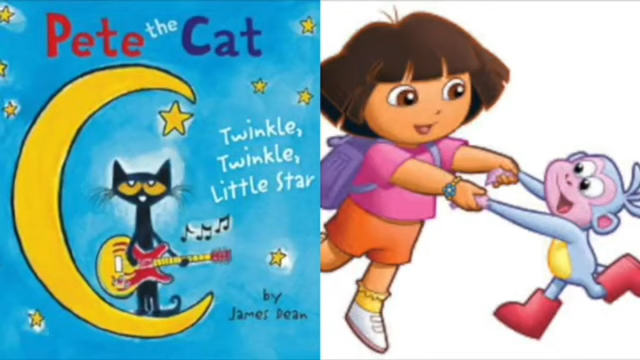 Pete the Cat
Twinkle,
Twinkle,
Little Star
by
James Dean